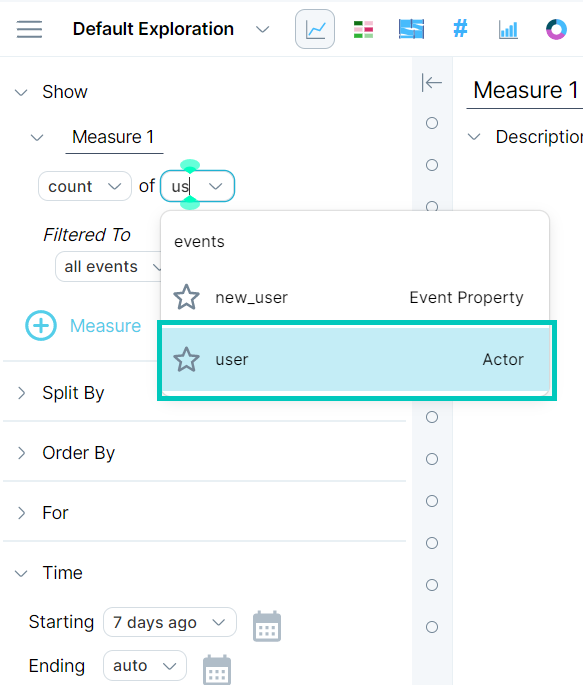 Default Exploration
#
Show
Measure 1
Measure 1
Description
count of us
Filtered To
all events
events
new_user Event Property
user Actor
Measure
Split By
Order By
For
Time
Starting 7 days ago
Ending auto